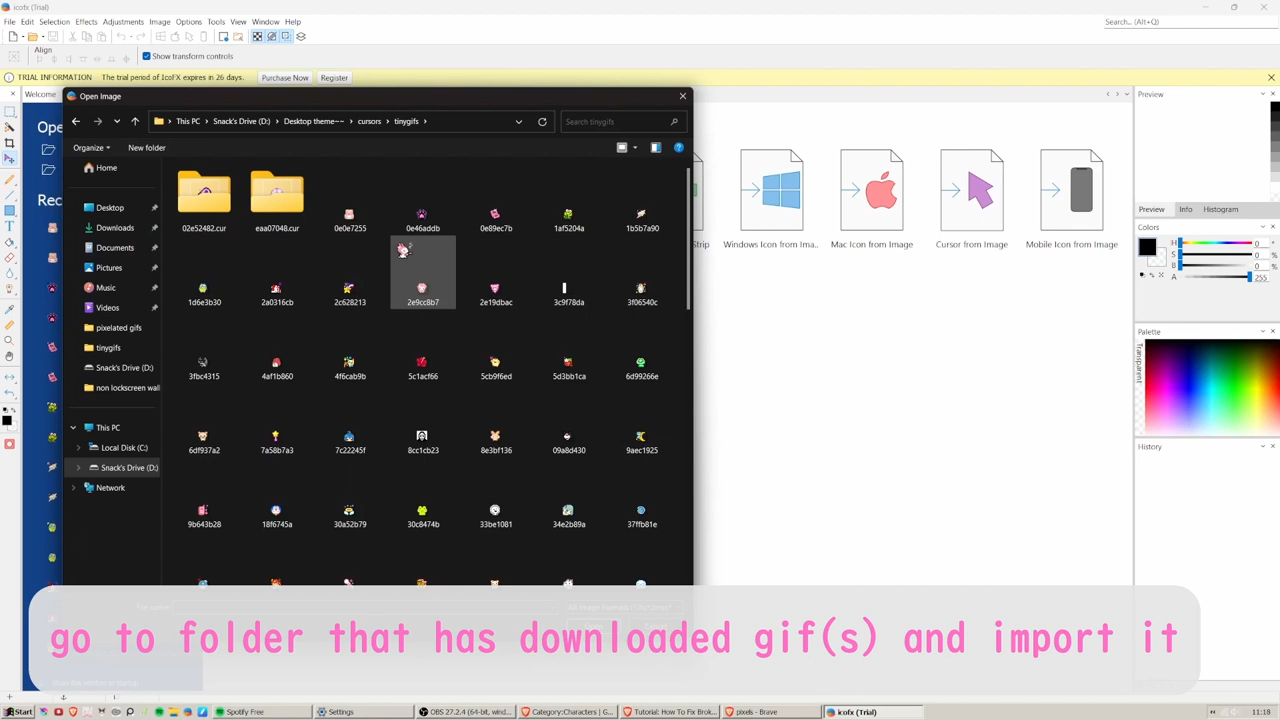 icofx (Trial)
File Edit Selection Effects Adjustments Image Options Tools View Window Help
Search... (Alt+Q)
Align
Show transform controls
TRIAL INFORMATION The trial period of IcoFX expires in 26 days. Purchase Now Register
Welcome
Open Image
Preview
This PC > Snack's Drive (D:) > Desktop theme~~ > cursors > tinygifs >
Search tinygifs
Organize New folder
Home
Desktop
Downloads
Documents
Pictures
Music
Videos
pixelated gifs
tinygifs
Snack's Drive (D:)
non lockscreen wall
This PC
Local Disk (C:)
Snack's Drive (D:)
Network
02e52482.cur eaa07048.cur 0e0e7255 0e46addb 0e89ec7b 1af5204a 1b5b7a90
1d6e3b30 2a0316cb 2c628213 2e9cc8b7 2e19dbac 3c9f78da 3f06540c
3fbc4315 4af1b860 4f6cab9b 5c1acf66 5cb9f6ed 5d3bb1ca 6d99266e
6df937a2 7a58b7a3 7c22245f 8cc1cb23 8e3bf136 09a8d430 9aec1925
9b643b28 18f6745a 30a52b79 30c8474b 33be1081 34e2b89a 37ffb81e
Strip Windows Icon from Ima... Mac Icon from Image Cursor from Image Mobile Icon from Image
Preview Info Histogram
Colors
H 0 °
S 0 %
B 0 %
A 255
Palette
Transparent
History
go to folder that has downloaded gif(s) and import it
Start Spotify Free Settings OBS 27.2.4 (64-bit, wind... Category:Characters | G... Tutorial: How To Fix Brok... pixels - Brave icofx (Trial) 11:18